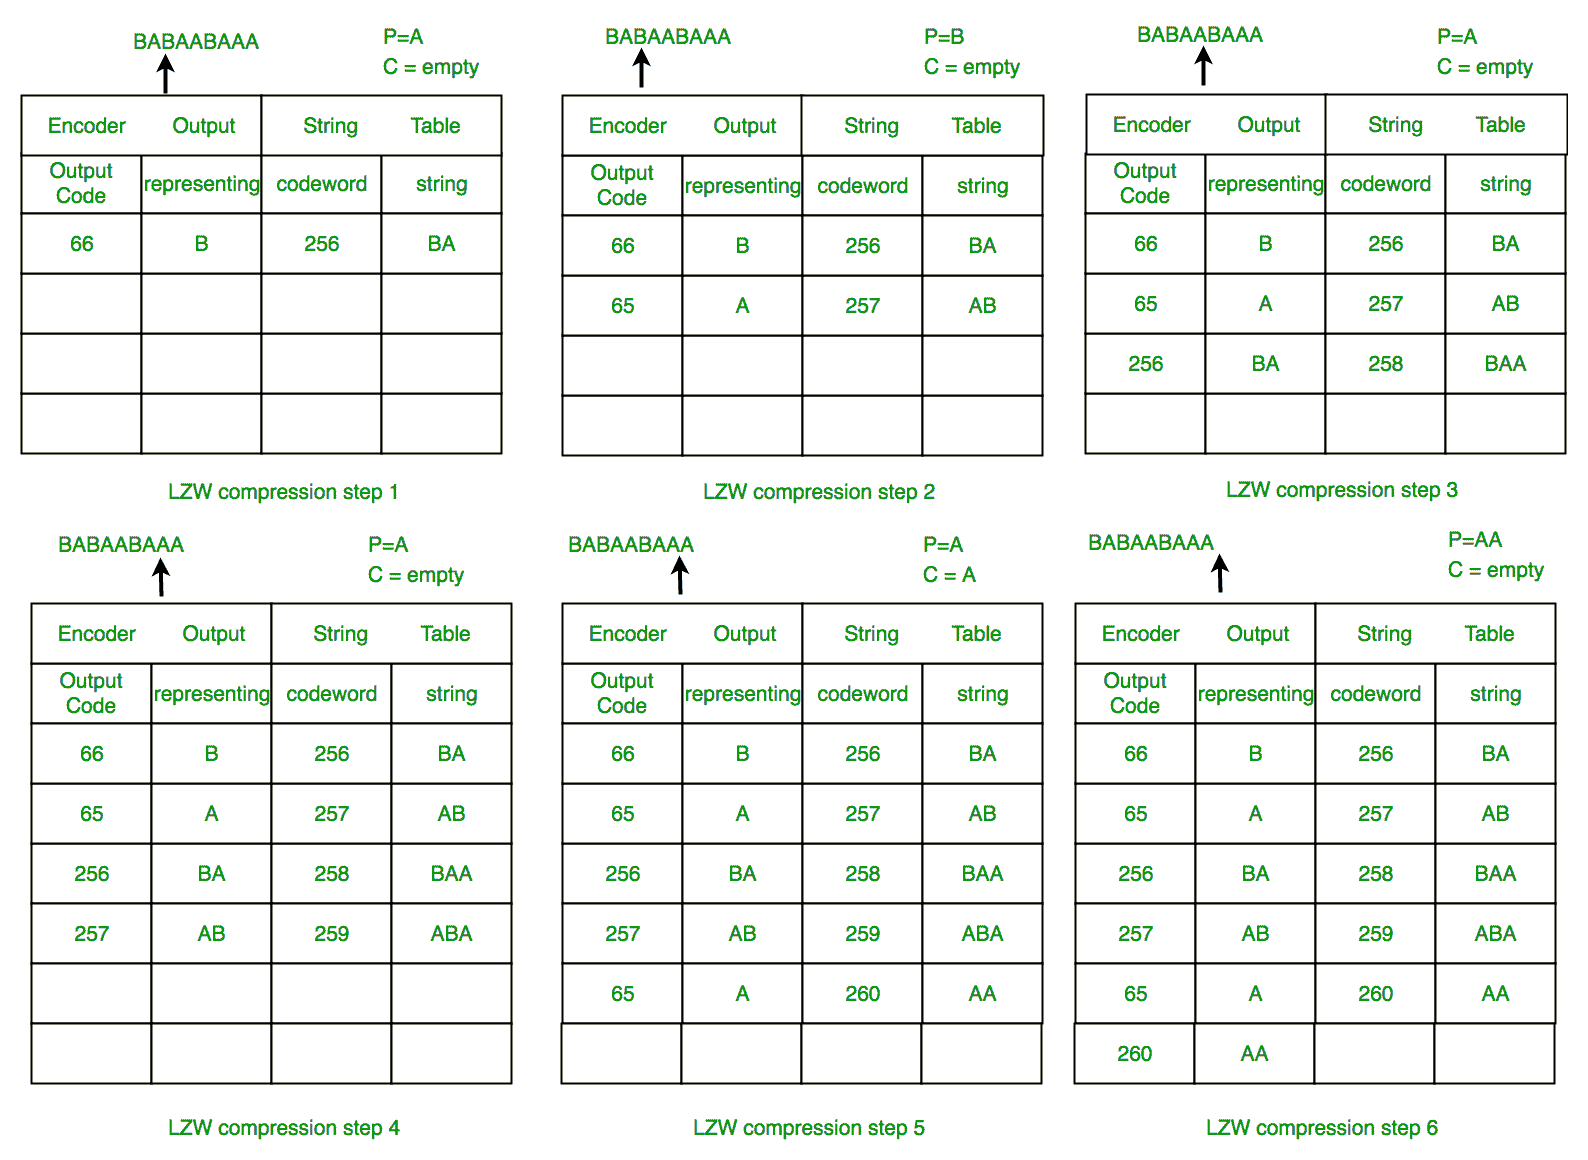 BABAABAAA
P=A
C = empty
Encoder Output String Table
Output Code representing codeword string
66 B 256 BA
LZW compression step 1
BABAABAAA
P=B
C = empty
Encoder Output String Table
Output Code representing codeword string
66 B 256 BA
65 A 257 AB
LZW compression step 2
BABAABAAA
P=A
C = empty
Encoder Output String Table
Output Code representing codeword string
66 B 256 BA
65 A 257 AB
256 BA 258 BAA
LZW compression step 3
BABAABAAA
P=A
C = empty
Encoder Output String Table
Output Code representing codeword string
66 B 256 BA
65 A 257 AB
256 BA 258 BAA
257 AB 259 ABA
LZW compression step 4
BABAABAAA
P=A
C = A
Encoder Output String Table
Output Code representing codeword string
66 B 256 BA
65 A 257 AB
256 BA 258 BAA
257 AB 259 ABA
65 A 260 AA
LZW compression step 5
BABAABAAA
P=AA
C = empty
Encoder Output String Table
Output Code representing codeword string
66 B 256 BA
65 A 257 AB
256 BA 258 BAA
257 AB 259 ABA
65 A 260 AA
260 AA
LZW compression step 6